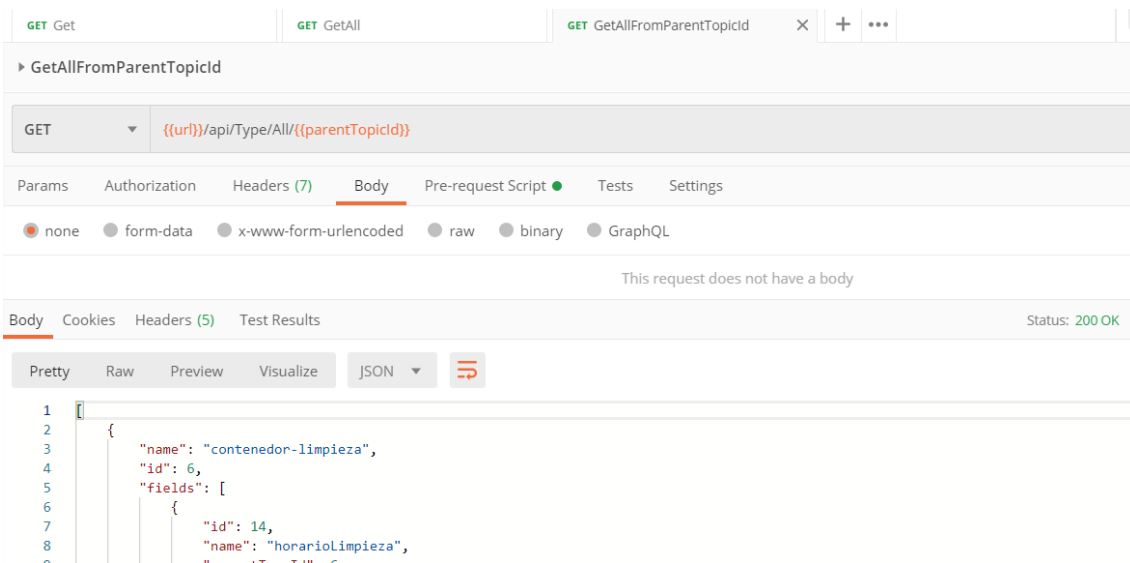 GET Get GET GetAll GET GetAllFromParentTopicId
GetAllFromParentTopicId
GET {{url}}/api/Type/All/{{parentTopicId}}
Params Authorization Headers (7) Body Pre-request Script Tests Settings
none form-data x-www-form-urlencoded raw binary GraphQL
This request does not have a body
Body Cookies Headers (5) Test Results Status: 200 OK
Pretty Raw Preview Visualize JSON
1 [
2 {
3 "name": "contenedor-limpieza",
4 "id": 6,
5 "fields": [
6 {
7 "id": 14,
8 "name": "horarioLimpieza",